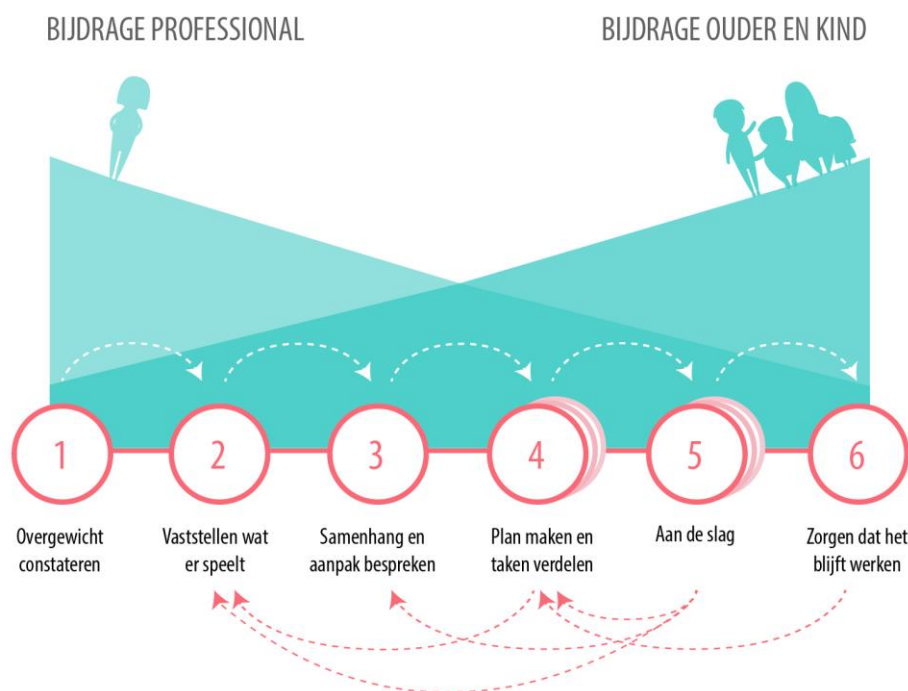 BIJDRAGE PROFESSIONAL
BIJDRAGE OUDER EN KIND
1
2
3
4
5
6
Overgewicht
constateren
Vaststellen wat
er speelt
Samenhang en
aanpak bespreken
Plan maken en
taken verdelen
Aan de slag
Zorgen dat het
blijft werken